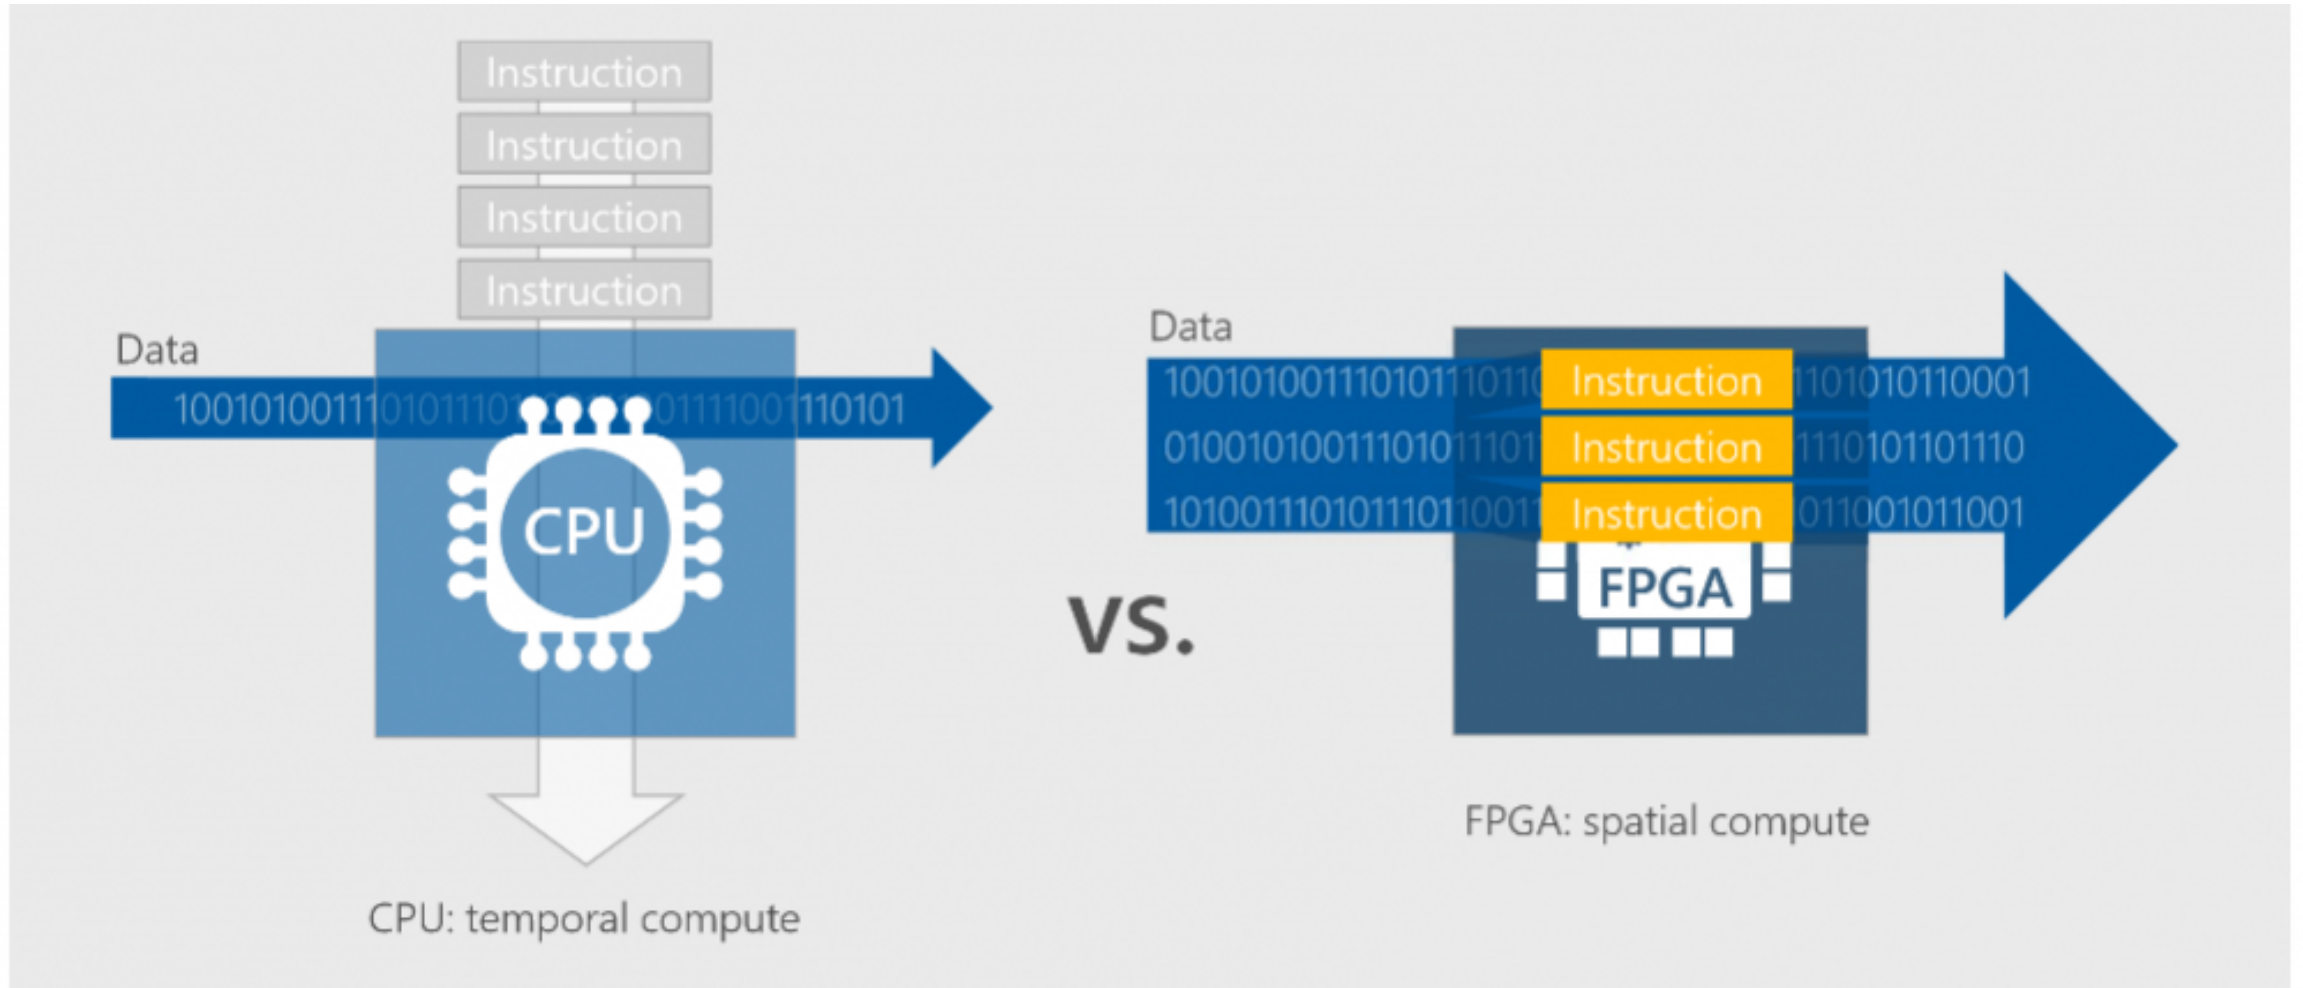 Instruction
Instruction
Instruction
Instruction
Data
CPU
CPU: temporal compute
vs.
Data
Instruction
Instruction
Instruction
FPGA
FPGA: spatial compute